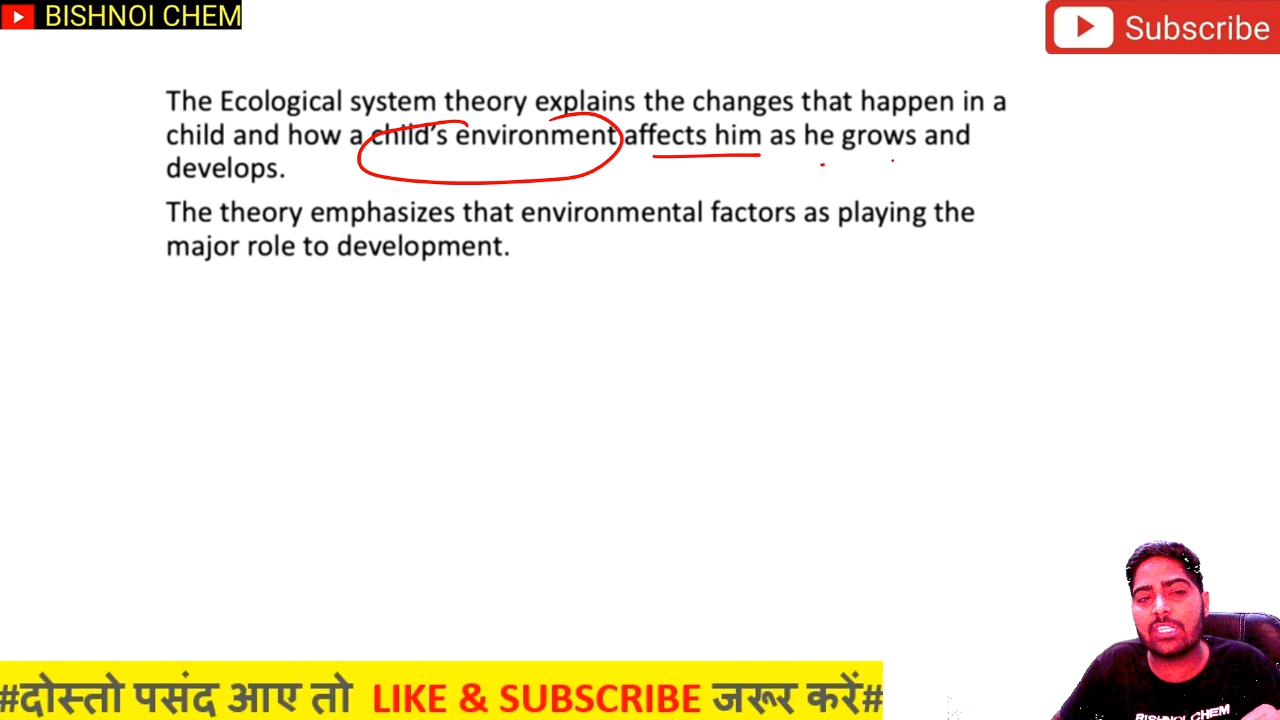 BISHNOI CHEM
Subscribe
The Ecological system theory explains the changes that happen in a
child and how a child's environment affects him as he grows and
develops.
The theory emphasizes that environmental factors as playing the
major role to development.
BISHNOI CHEM
#दोस्तो पसंद आए तो LIKE & SUBSCRIBE जरूर करें#